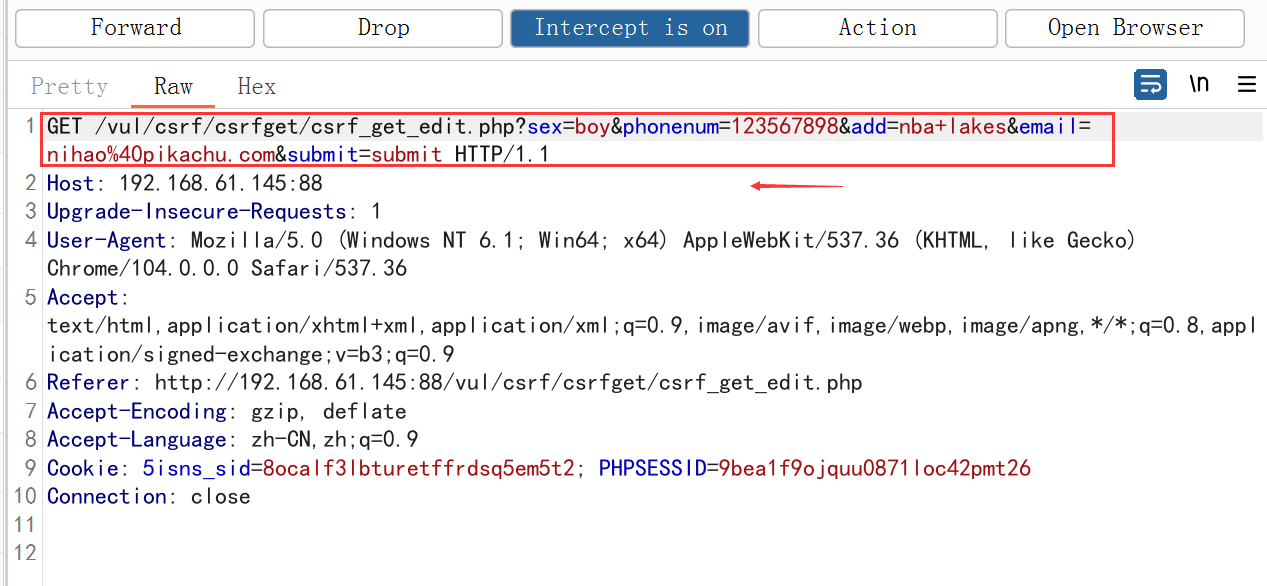 Forward Drop Intercept is on Action Open Browser
Pretty Raw Hex \n
1 GET /vul/csrf/csrfget/csrf_get_edit.php?sex=boy&phonenum=123567898&add=nba+lakes&email=
nihao%40pikachu.com&submit=submit HTTP/1.1
2 Host: 192.168.61.145:88
3 Upgrade-Insecure-Requests: 1
4 User-Agent: Mozilla/5.0 (Windows NT 6.1; Win64; x64) AppleWebKit/537.36 (KHTML, like Gecko)
Chrome/104.0.0.0 Safari/537.36
5 Accept:
text/html,application/xhtml+xml,application/xml;q=0.9,image/avif,image/webp,image/apng,*/*;q=0.8,appl
ication/signed-exchange;v=b3;q=0.9
6 Referer: http://192.168.61.145:88/vul/csrf/csrfget/csrf_get_edit.php
7 Accept-Encoding: gzip, deflate
8 Accept-Language: zh-CN,zh;q=0.9
9 Cookie: 5isns_sid=8ocalf3lbturetffrdsq5em5t2; PHPSESSID=9bea1f9ojquu0871loc42pmt26
10 Connection: close
11
12